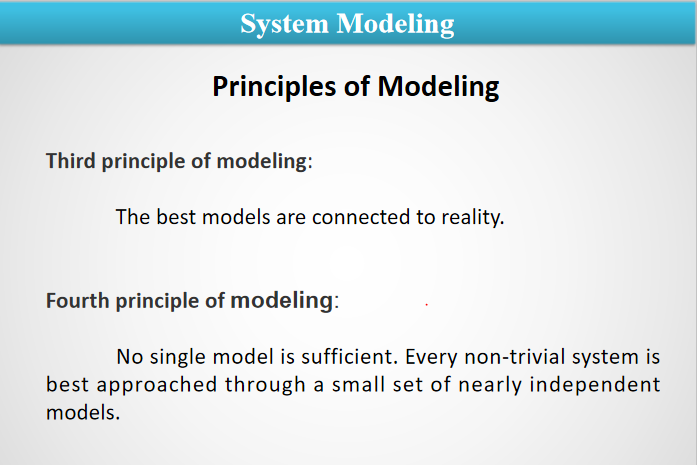 System Modeling
Principles of Modeling
Third principle of modeling:
The best models are connected to reality.
Fourth principle of modeling:
No single model is sufficient. Every non-trivial system is
best approached through a small set of nearly independent
models.